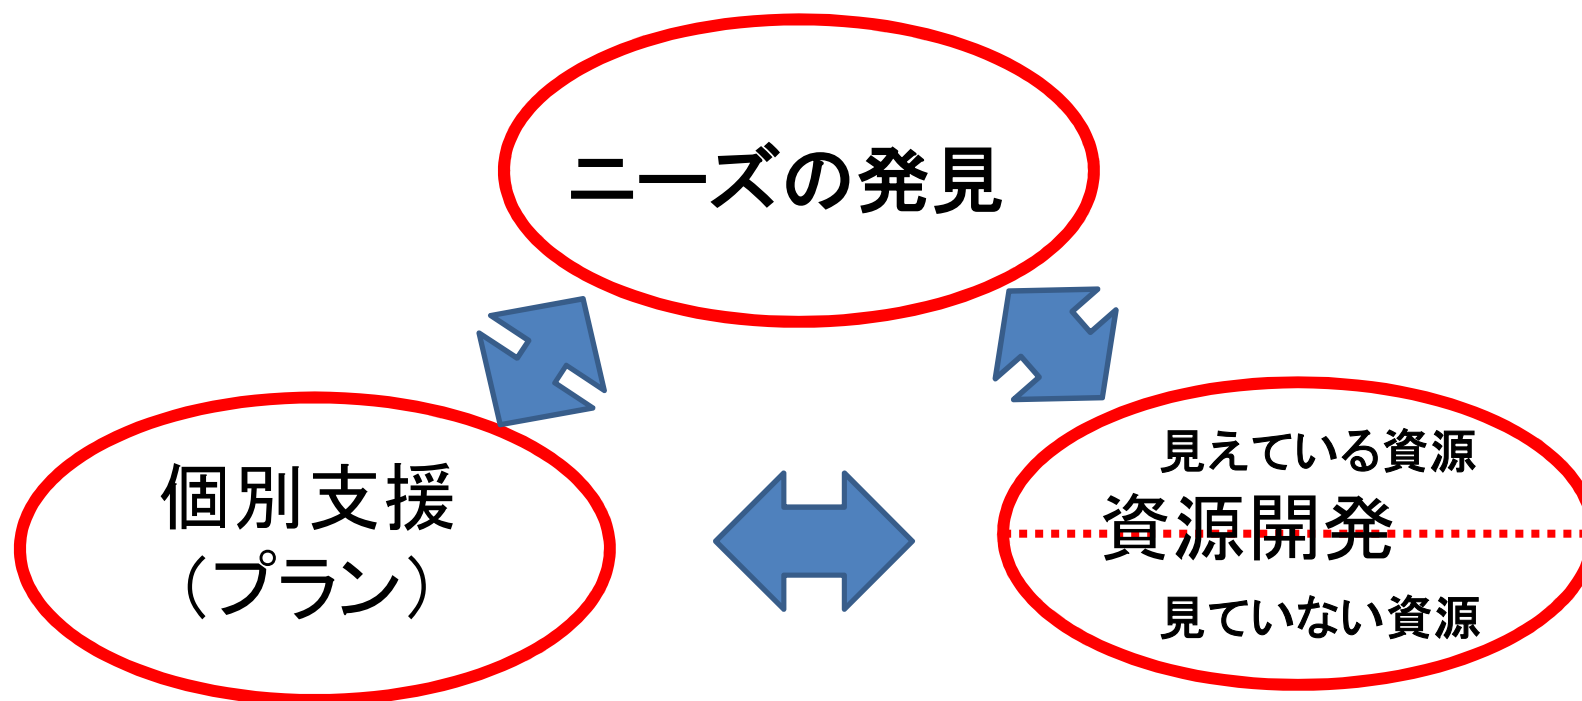 ニーズの発見
個別支援
（プラン）
見えている資源
資源開発
見ていない資源